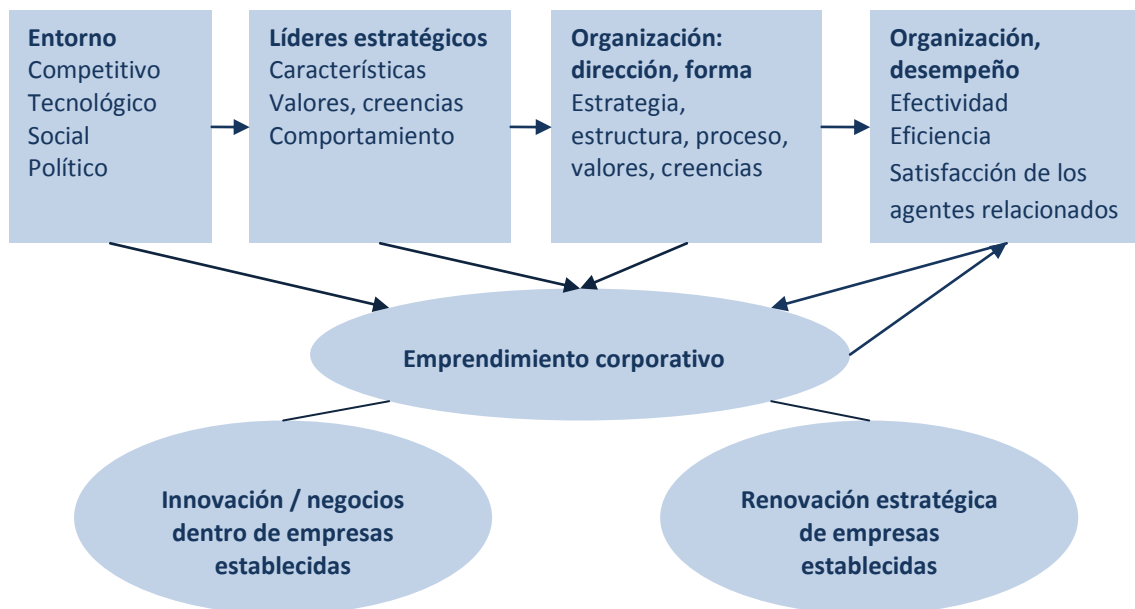 Entorno
Competitivo
Tecnológico
Social
Político
Líderes estratégicos
Características
Valores, creencias
Comportamiento
Organización:
dirección, forma
Estrategia,
estructura, proceso,
valores, creencias
Organización,
desempeño
Efectividad
Eficiencia
Satisfacción de los
agentes relacionados
Emprendimiento corporativo
Innovación / negocios
dentro de empresas
establecidas
Renovación estratégica
de empresas
establecidas